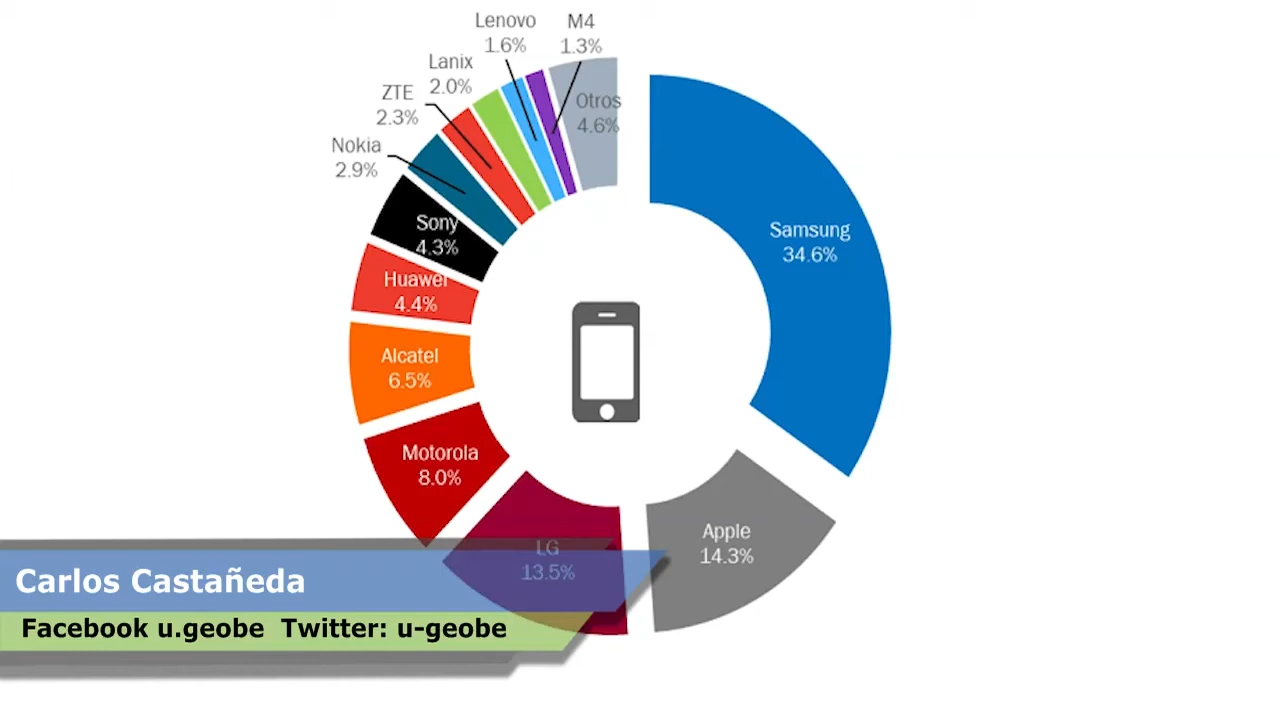 Lenovo
1.6%
M4
1.3%
Lanix
2.0%
ZTE
2.3%
Otros
4.6%
Nokia
2.9%
Sony
4.3%
Samsung
34.6%
Huawei
4.4%
Alcatel
6.5%
Motorola
8.0%
Apple
14.3%
LG
13.5%
Carlos Castañeda
Facebook u.geobe Twitter: u-geobe